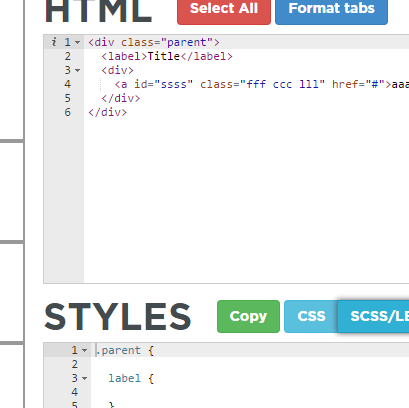 HTML Select All Format tabs
i 1 <div class="parent">
2 <label>Title</label>
3 <div>
4 <a id="ssss" class="fff ccc lll" href="#">aaa
5 </div>
6 </div>
STYLES Copy CSS SCSS/LE
1 .parent {
2
3 label {
4
5 }